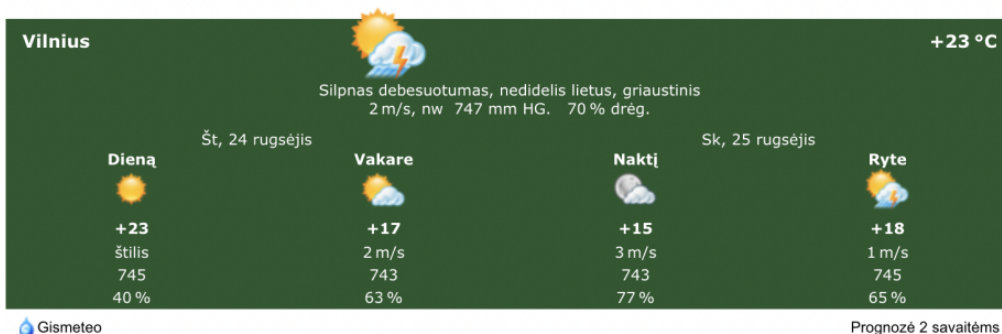 Vilnius +23 °C
Silpnas debesuotumas, nedidelis lietus, griaustinis
2 m/s, nw 747 mm HG. 70 % drėg.
Št, 24 rugsėjis Sk, 25 rugsėjis
Dieną Vakare Naktį Ryte
+23 +17 +15 +18
štilis 2 m/s 3 m/s 1 m/s
745 743 743 745
40 % 63 % 77 % 65 %
Gismeteo Prognozė 2 savaitėms